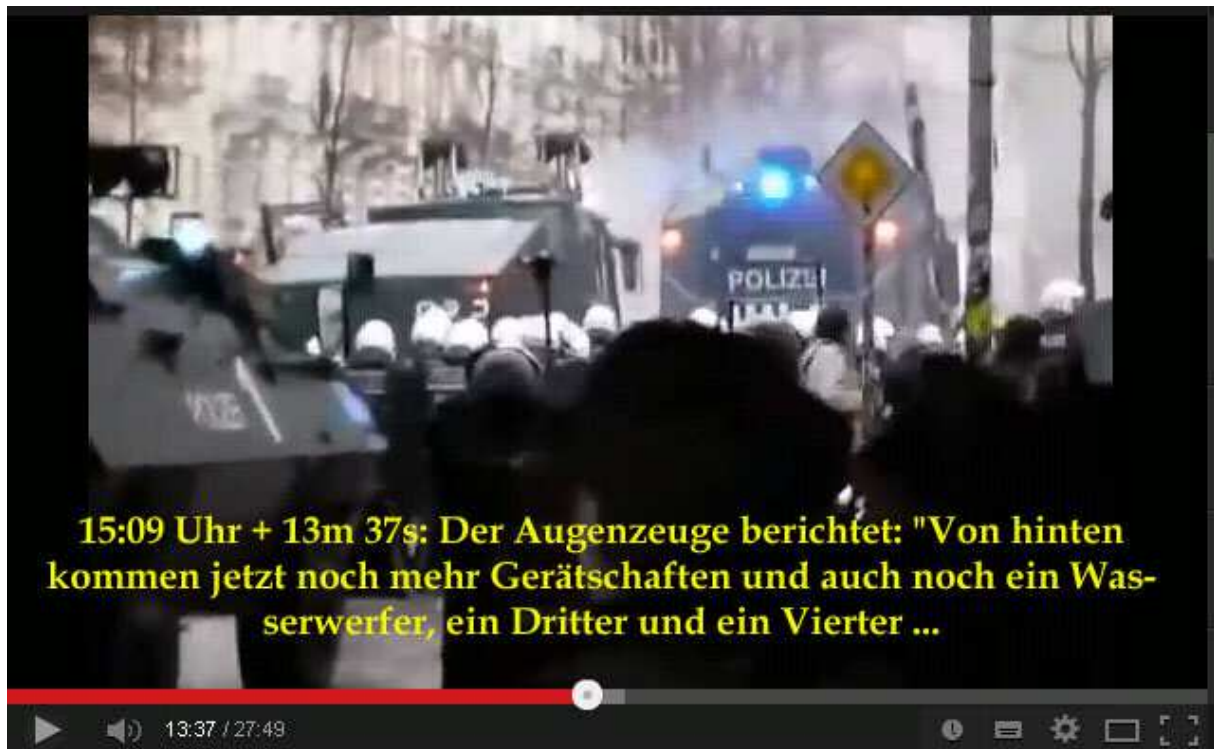 POLIZEI
15:09 Uhr + 13m 37s: Der Augenzeuge berichtet: "Von hinten
kommen jetzt noch mehr Gerätschaften und auch noch ein Was-
serwerfer, ein Dritter und ein Vierter ...
13:37 / 27:49